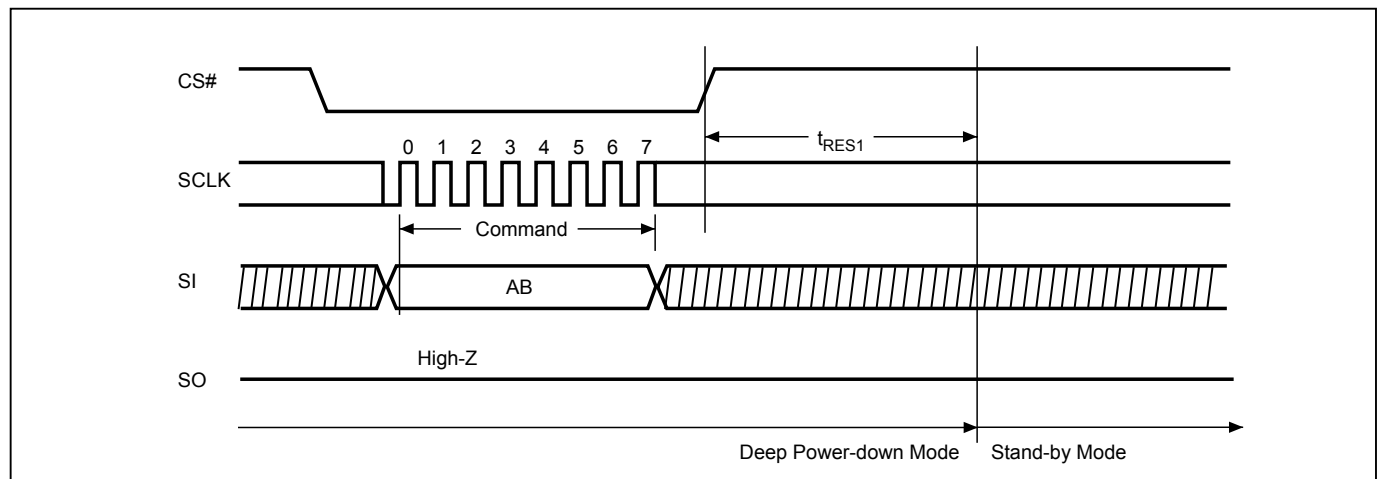 CS#
tRES1
0 1 2 3 4 5 6 7
SCLK
Command
SI
AB
High-Z
SO
Deep Power-down Mode Stand-by Mode